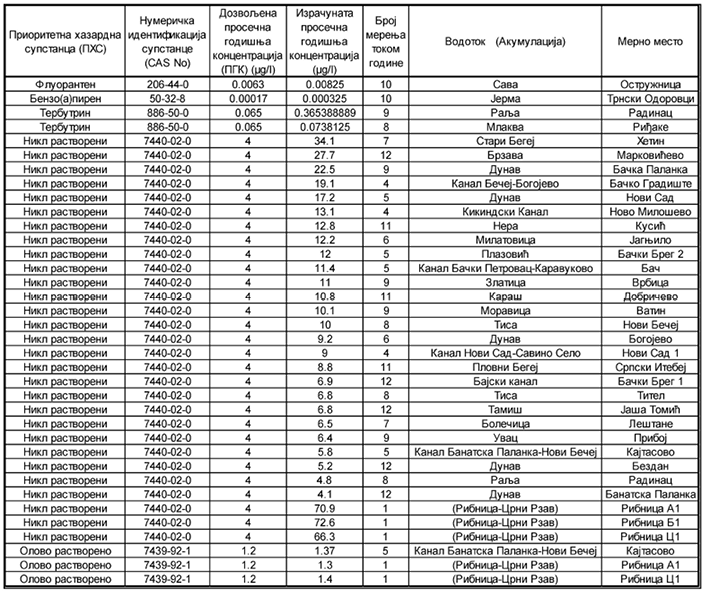 Приоритетна хазардна супстанца (ПХС) | Нумеричка идентификација супстанце (CAS No) | Дозвољена просечна годишња концентрација (ПГК) (µg/l) | Израчуната просечна годишња концентрација (µg/l) | Број мерења током године | Водоток (Акумулација) | Мерно место
Флуорантен | 206-44-0 | 0.0063 | 0.00825 | 10 | Сава | Остружница
Бензо(а)пирен | 50-32-8 | 0.00017 | 0.000325 | 10 | Јерма | Трнски Одоровци
Тербутрин | 886-50-0 | 0.065 | 0.365388889 | 9 | Раља | Радинац
Тербутрин | 886-50-0 | 0.065 | 0.0738125 | 8 | Млаква | Риђаке
Никл растворени | 7440-02-0 | 4 | 34.1 | 7 | Стари Бегеј | Хетин
Никл растворени | 7440-02-0 | 4 | 27.7 | 12 | Брзава | Марковићево
Никл растворени | 7440-02-0 | 4 | 22.5 | 9 | Дунав | Бачка Паланка
Никл растворени | 7440-02-0 | 4 | 19.1 | 4 | Канал Бечеј-Богојево | Бачко Градиште
Никл растворени | 7440-02-0 | 4 | 17.2 | 5 | Дунав | Нови Сад
Никл растворени | 7440-02-0 | 4 | 13.1 | 4 | Кикиндски Канал | Ново Милошево
Никл растворени | 7440-02-0 | 4 | 12.8 | 11 | Нера | Кусић
Никл растворени | 7440-02-0 | 4 | 12.2 | 6 | Милатовица | Јагњило
Никл растворени | 7440-02-0 | 4 | 12 | 5 | Плазовић | Бачки Брег 2
Никл растворени | 7440-02-0 | 4 | 11.4 | 5 | Канал Бачки Петровац-Каравуково | Бач
Никл растворени | 7440-02-0 | 4 | 11 | 9 | Златица | Врбица
Никл растворени | 7440-02-0 | 4 | 10.8 | 11 | Караш | Добричево
Никл растворени | 7440-02-0 | 4 | 10.1 | 9 | Моравица | Ватин
Никл растворени | 7440-02-0 | 4 | 10 | 8 | Тиса | Нови Бечеј
Никл растворени | 7440-02-0 | 4 | 9.2 | 6 | Дунав | Богојево
Никл растворени | 7440-02-0 | 4 | 9 | 4 | Канал Нови Сад-Савино Село | Нови Сад 1
Никл растворени | 7440-02-0 | 4 | 8.8 | 11 | Пловни Бегеј | Српски Итебеј
Никл растворени | 7440-02-0 | 4 | 6.9 | 12 | Бајски канал | Бачки Брег 1
Никл растворени | 7440-02-0 | 4 | 6.8 | 8 | Тиса | Тител
Никл растворени | 7440-02-0 | 4 | 6.8 | 12 | Тамиш | Јаша Томић
Никл растворени | 7440-02-0 | 4 | 6.5 | 7 | Болечица | Лештане
Никл растворени | 7440-02-0 | 4 | 6.4 | 9 | Увац | Прибој
Никл растворени | 7440-02-0 | 4 | 5.8 | 5 | Канал Банатска Паланка-Нови Бечеј | Кајтасово
Никл растворени | 7440-02-0 | 4 | 5.2 | 12 | Дунав | Бездан
Никл растворени | 7440-02-0 | 4 | 4.8 | 8 | Раља | Радинац
Никл растворени | 7440-02-0 | 4 | 4.1 | 12 | Дунав | Банатска Паланка
Никл растворени | 7440-02-0 | 4 | 70.9 | 1 | (Рибница-Црни Рзав) | Рибница А1
Никл растворени | 7440-02-0 | 4 | 72.6 | 1 | (Рибница-Црни Рзав) | Рибница Б1
Никл растворени | 7440-02-0 | 4 | 66.3 | 1 | (Рибница-Црни Рзав) | Рибница Ц1
Олово растворено | 7439-92-1 | 1.2 | 1.37 | 5 | Канал Банатска Паланка-Нови Бечеј | Кајтасово
Олово растворено | 7439-92-1 | 1.2 | 1.3 | 1 | (Рибница-Црни Рзав) | Рибница А1
Олово растворено | 7439-92-1 | 1.2 | 1.4 | 1 | (Рибница-Црни Рзав) | Рибница Ц1